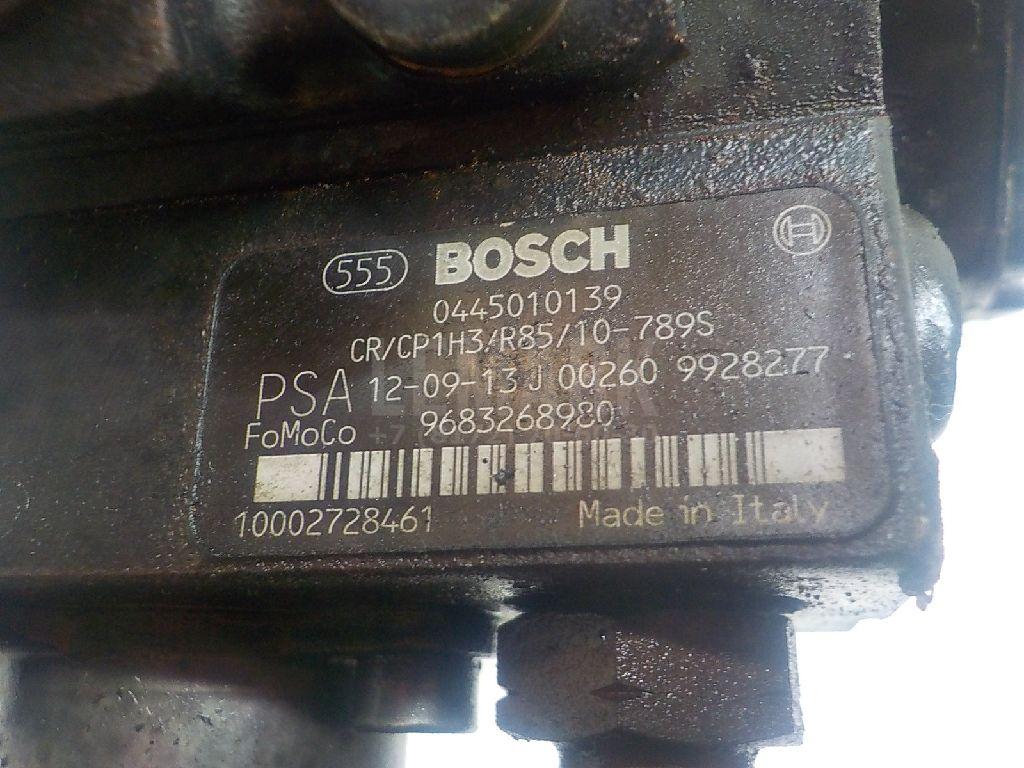 555 BOSCH
0445010139
CR/CP1H3/R85/10-789S
PSA 12-09-13 J 00260 9928277
FoMoCo 9683268980
10002728461 Made in Italy